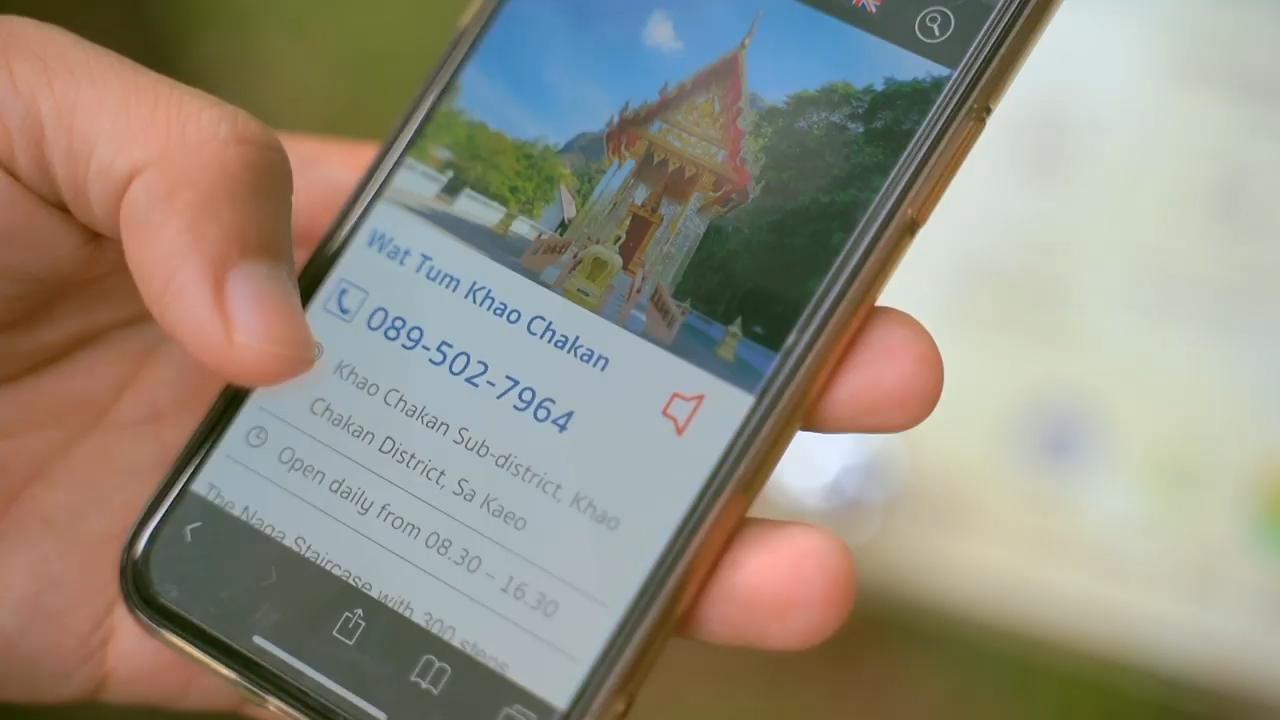 Wat Tum Khao Chakan
089-502-7964
Khao Chakan Sub-district, Khao
Chakan District, Sa Kaeo
Open daily from 08.30 - 16.30
The Naga Staircase with 300 steps